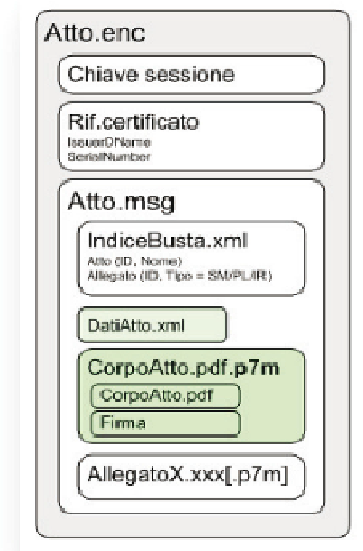 Atto.enc
Chiave sessione
Rif.certificato
IssuerDName
SerialNumber
Atto.msg
IndiceBusta.xml
Atto (ID, Nome)
Allegato (ID, Tipo = SM/PL/IR)
DatiAtto.xml
CorpoAtto.pdf.p7m
CorpoAtto.pdf
Firma
AllegatoX.xxx[.p7m]